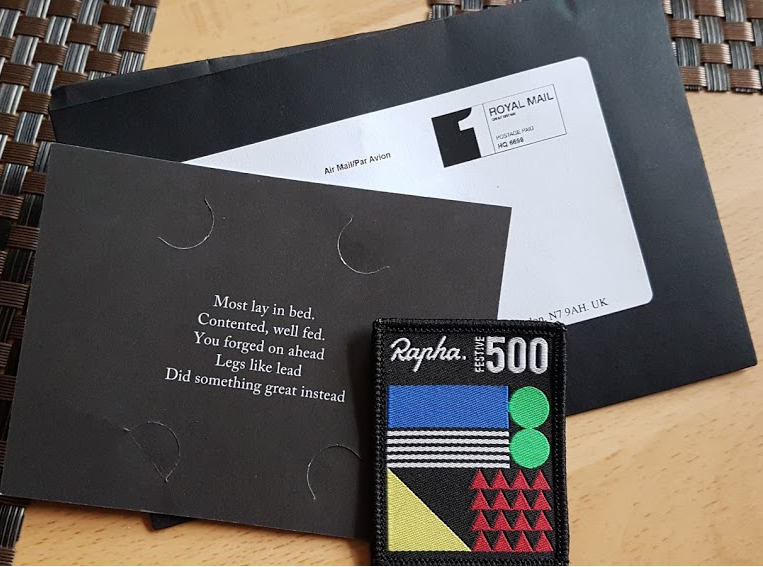 ROYAL MAIL
POSTAGE PAID
HQ 6698
Air Mail/Par Avion
N7 9AH. UK
Most lay in bed.
Contented, well fed.
You forged on ahead
Legs like lead
Did something great instead
Rapha. FESTIVE 500